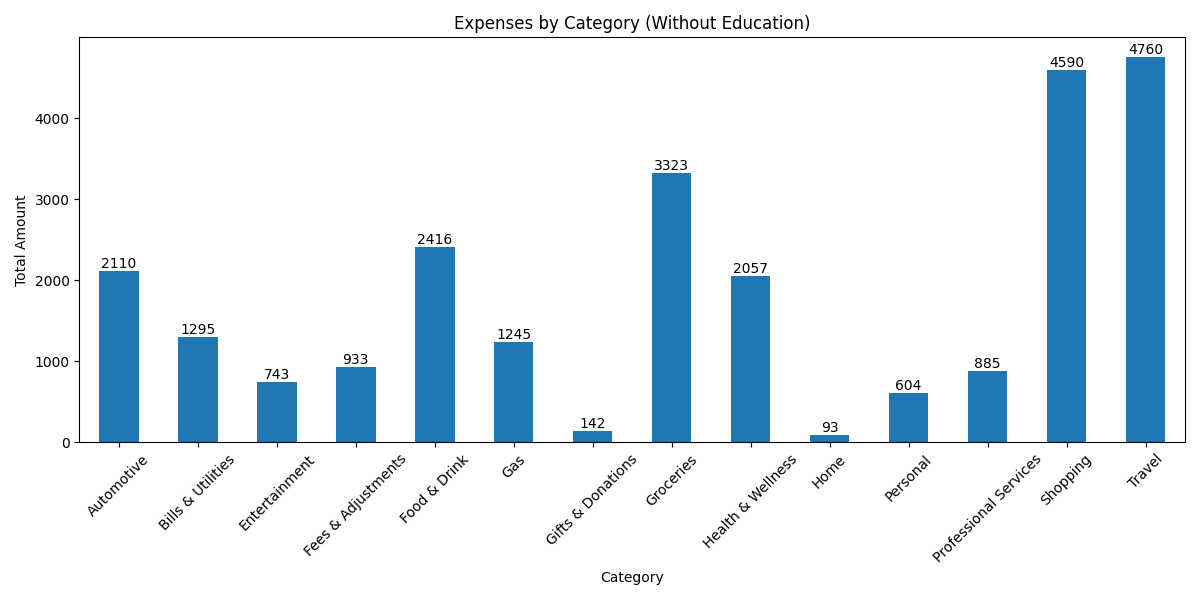 Expenses by Category (Without Education)
Total Amount
4000
3000
2000
1000
0
2110
1295
743
933
2416
1245
142
3323
2057
93
604
885
4590
4760
Automotive
Bills & Utilities
Entertainment
Fees & Adjustments
Food & Drink
Gas
Gifts & Donations
Groceries
Health & Wellness
Home
Personal
Professional Services
Shopping
Travel
Category